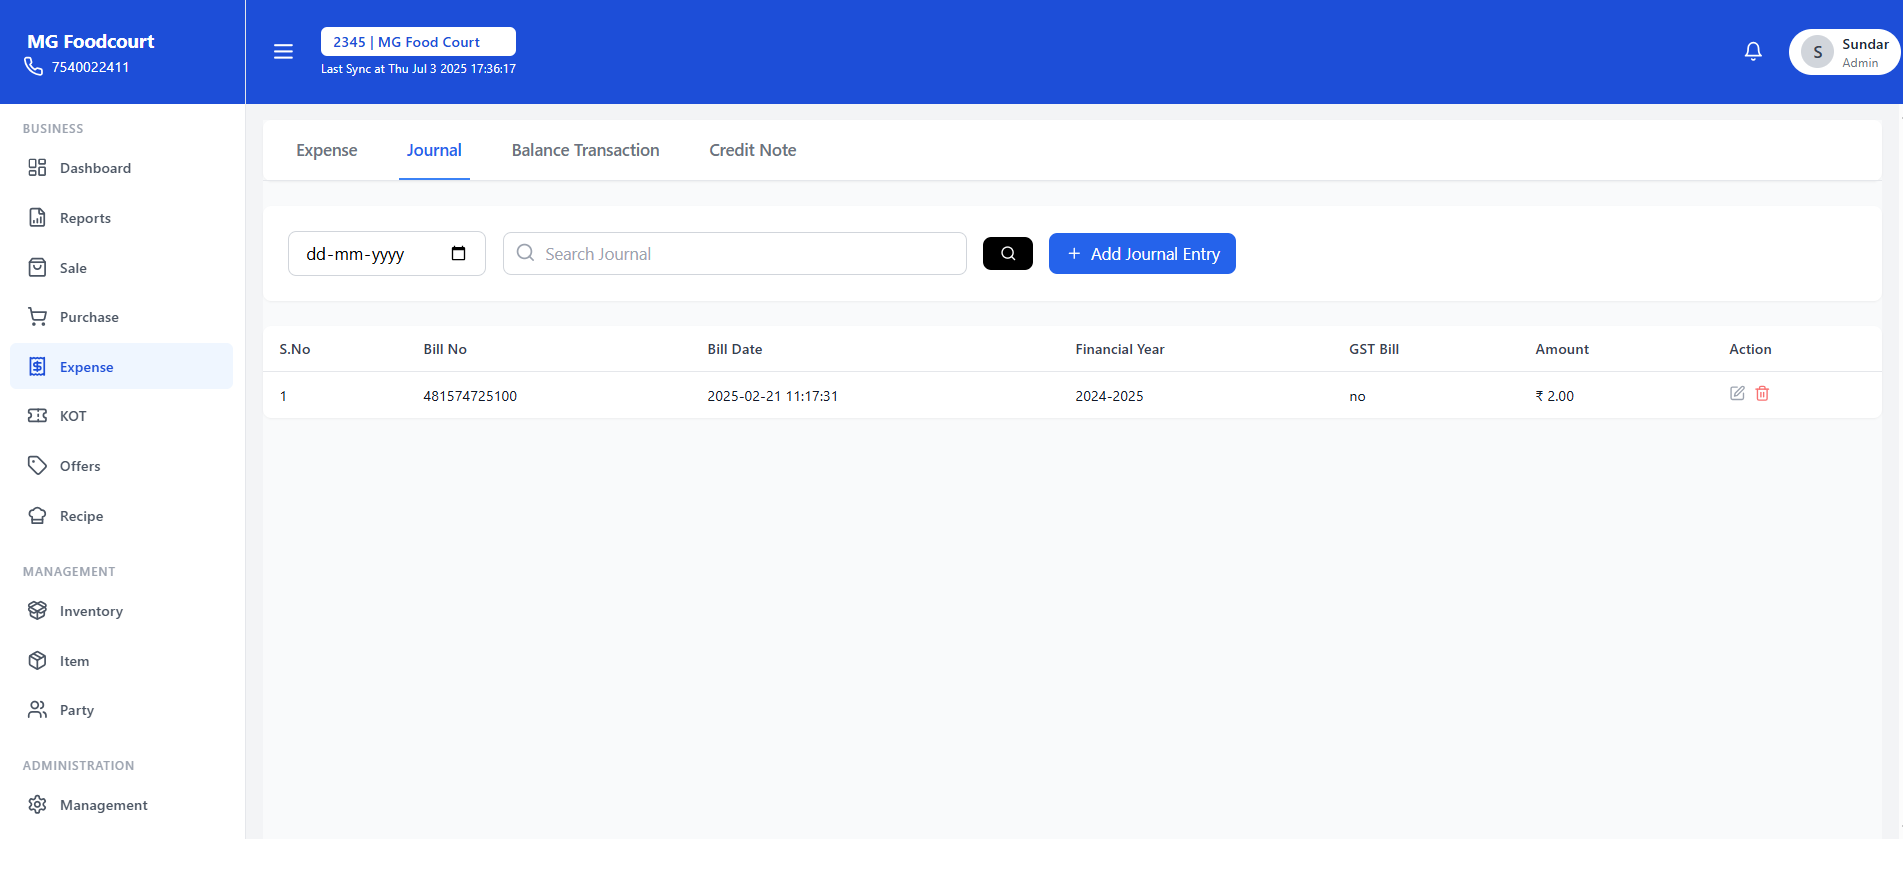 MG Foodcourt
7540022411
2345 | MG Food Court
Last Sync at Thu Jul 3 2025 17:36:17
S
Sundar
Admin
BUSINESS
Dashboard
Reports
Sale
Purchase
Expense
KOT
Offers
Recipe
MANAGEMENT
Inventory
Item
Party
ADMINISTRATION
Management
Expense Journal Balance Transaction Credit Note
dd-mm-yyyy Search Journal + Add Journal Entry
S.No Bill No Bill Date Financial Year GST Bill Amount Action
1 481574725100 2025-02-21 11:17:31 2024-2025 no ₹ 2.00